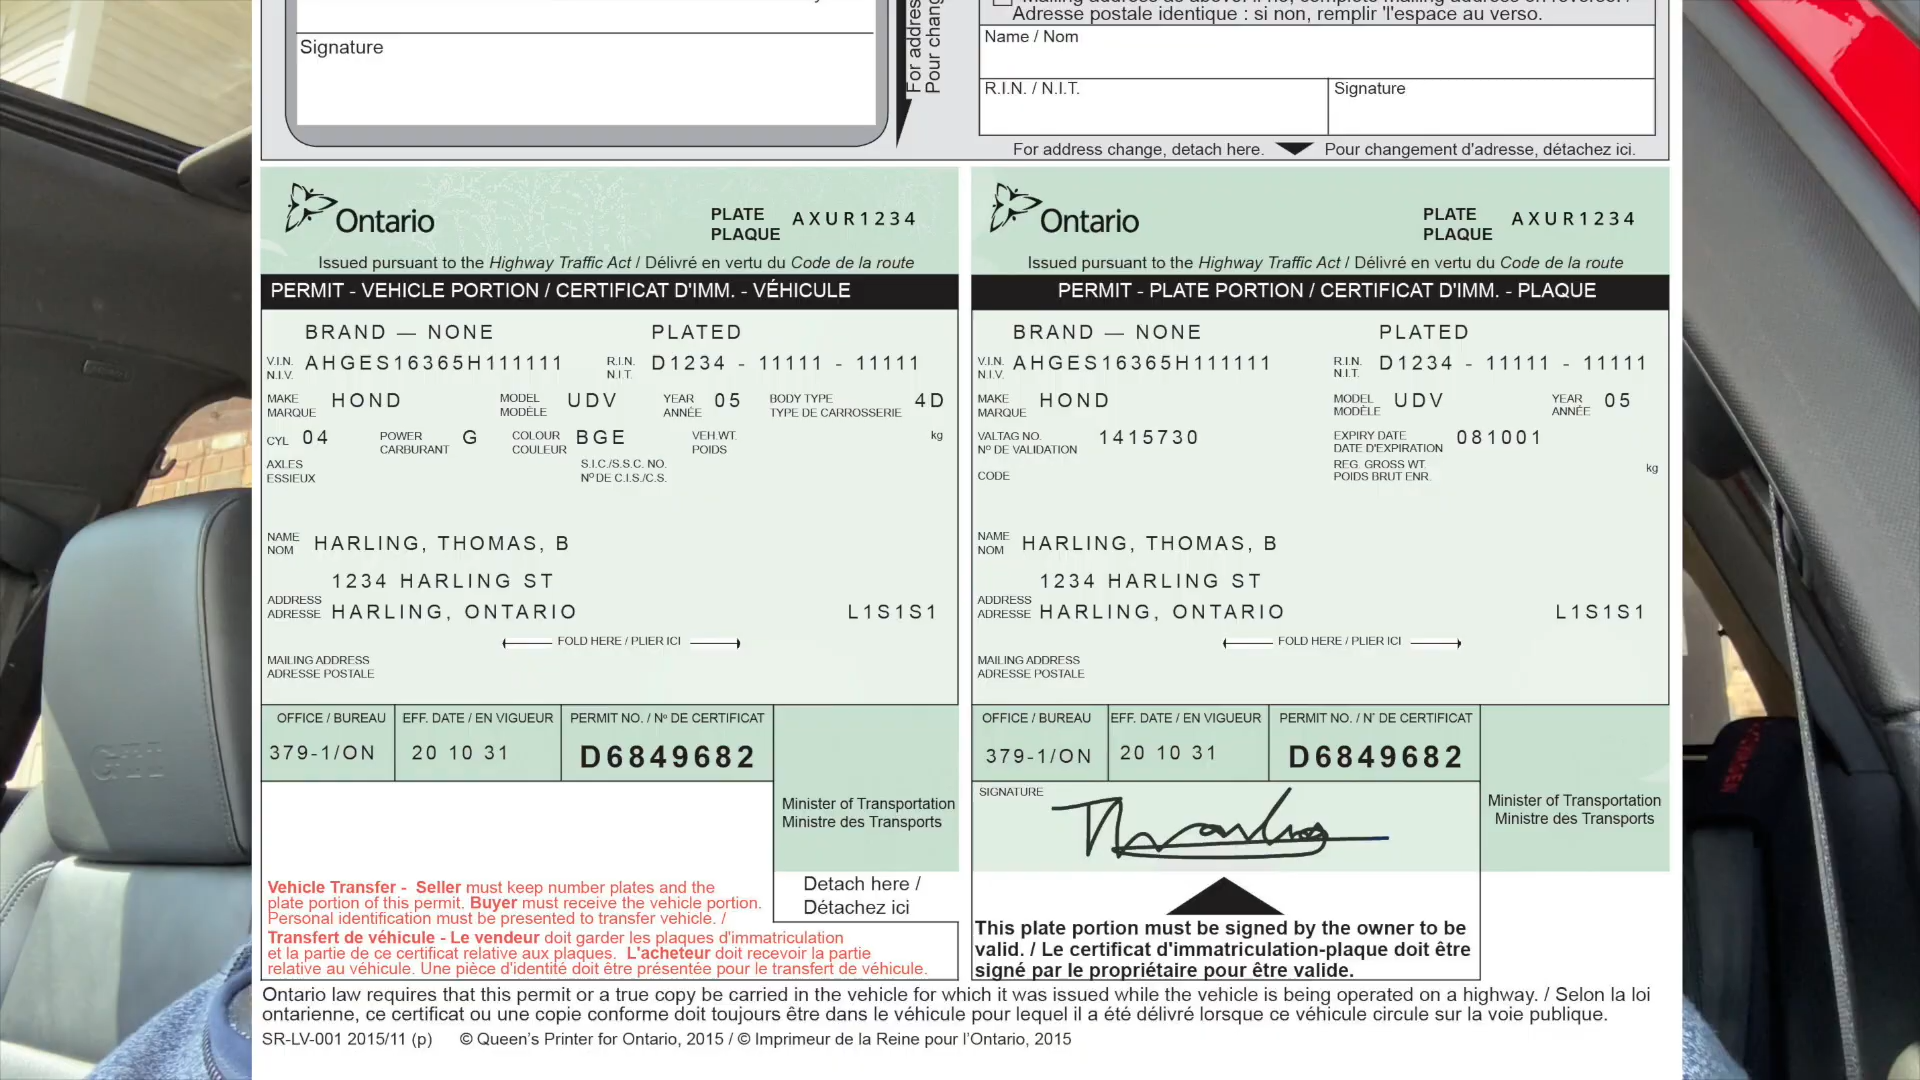 Adresse postale identique : si non, remplir 'l'espace au verso.
Signature
For addres
Pour chang
Name / Nom
R.I.N. / N.I.T.
Signature
For address change, detach here. Pour changement d'adresse, détachez ici.
Ontario
PLATE
PLAQUE
AXUR1234
Issued pursuant to the Highway Traffic Act / Délivré en vertu du Code de la route
PERMIT - VEHICLE PORTION / CERTIFICAT D'IMM. - VÉHICULE
BRAND — NONE PLATED
V.I.N.
N.I.V.
AHGES16365H111111
R.I.N.
N.I.T.
D1234 - 11111 - 11111
MAKE
MARQUE
HOND
MODEL
MODÈLE
UDV
YEAR
ANNÉE
05
BODY TYPE
TYPE DE CARROSSERIE
4D
CYL 04
POWER
CARBURANT
G
COLOUR
COULEUR
BGE
VEH.WT.
POIDS
kg
AXLES
ESSIEUX
S.I.C./S.S.C. NO.
Nº DE C.I.S./C.S.
NAME
NOM
HARLING, THOMAS, B
1234 HARLING ST
ADDRESS
ADRESSE
HARLING, ONTARIO L1S1S1
FOLD HERE / PLIER ICI
MAILING ADDRESS
ADRESSE POSTALE
OFFICE / BUREAU
379-1/ON
EFF. DATE / EN VIGUEUR
20 10 31
PERMIT NO. / Nº DE CERTIFICAT
D6849682
Minister of Transportation
Ministre des Transports
Vehicle Transfer - Seller must keep number plates and the
plate portion of this permit. Buyer must receive the vehicle portion.
Personal identification must be presented to transfer vehicle. /
Transfert de véhicule - Le vendeur doit garder les plaques d'immatriculation
et la partie de ce certificat relative aux plaques. L'acheteur doit recevoir la partie
relative au véhicule. Une pièce d'identité doit être présentée pour le transfert de véhicule.
Detach here /
Détachez ici
Ontario
PLATE
PLAQUE
AXUR1234
Issued pursuant to the Highway Traffic Act / Délivré en vertu du Code de la route
PERMIT - PLATE PORTION / CERTIFICAT D'IMM. - PLAQUE
BRAND — NONE PLATED
V.I.N.
N.I.V.
AHGES16365H111111
R.I.N.
N.I.T.
D1234 - 11111 - 11111
MAKE
MARQUE
HOND
MODEL
MODÈLE
UDV
YEAR
ANNÉE
05
VALTAG NO.
Nº DE VALIDATION
1415730
EXPIRY DATE
DATE D'EXPIRATION
081001
CODE
REG. GROSS WT.
POIDS BRUT ENR.
kg
NAME
NOM
HARLING, THOMAS, B
1234 HARLING ST
ADDRESS
ADRESSE
HARLING, ONTARIO L1S1S1
FOLD HERE / PLIER ICI
MAILING ADDRESS
ADRESSE POSTALE
OFFICE / BUREAU
379-1/ON
EFF. DATE / EN VIGUEUR
20 10 31
PERMIT NO. / N˚ DE CERTIFICAT
D6849682
SIGNATURE
Minister of Transportation
Ministre des Transports
This plate portion must be signed by the owner to be
valid. / Le certificat d'immatriculation-plaque doit être
signé par le propriétaire pour être valide.
Ontario law requires that this permit or a true copy be carried in the vehicle for which it was issued while the vehicle is being operated on a highway. / Selon la loi
ontarienne, ce certificat ou une copie conforme doit toujours être dans le véhicule pour lequel il a été délivré lorsque ce véhicule circule sur la voie publique.
SR-LV-001 2015/11 (p) © Queen's Printer for Ontario, 2015 / © Imprimeur de la Reine pour l'Ontario, 2015
GTI